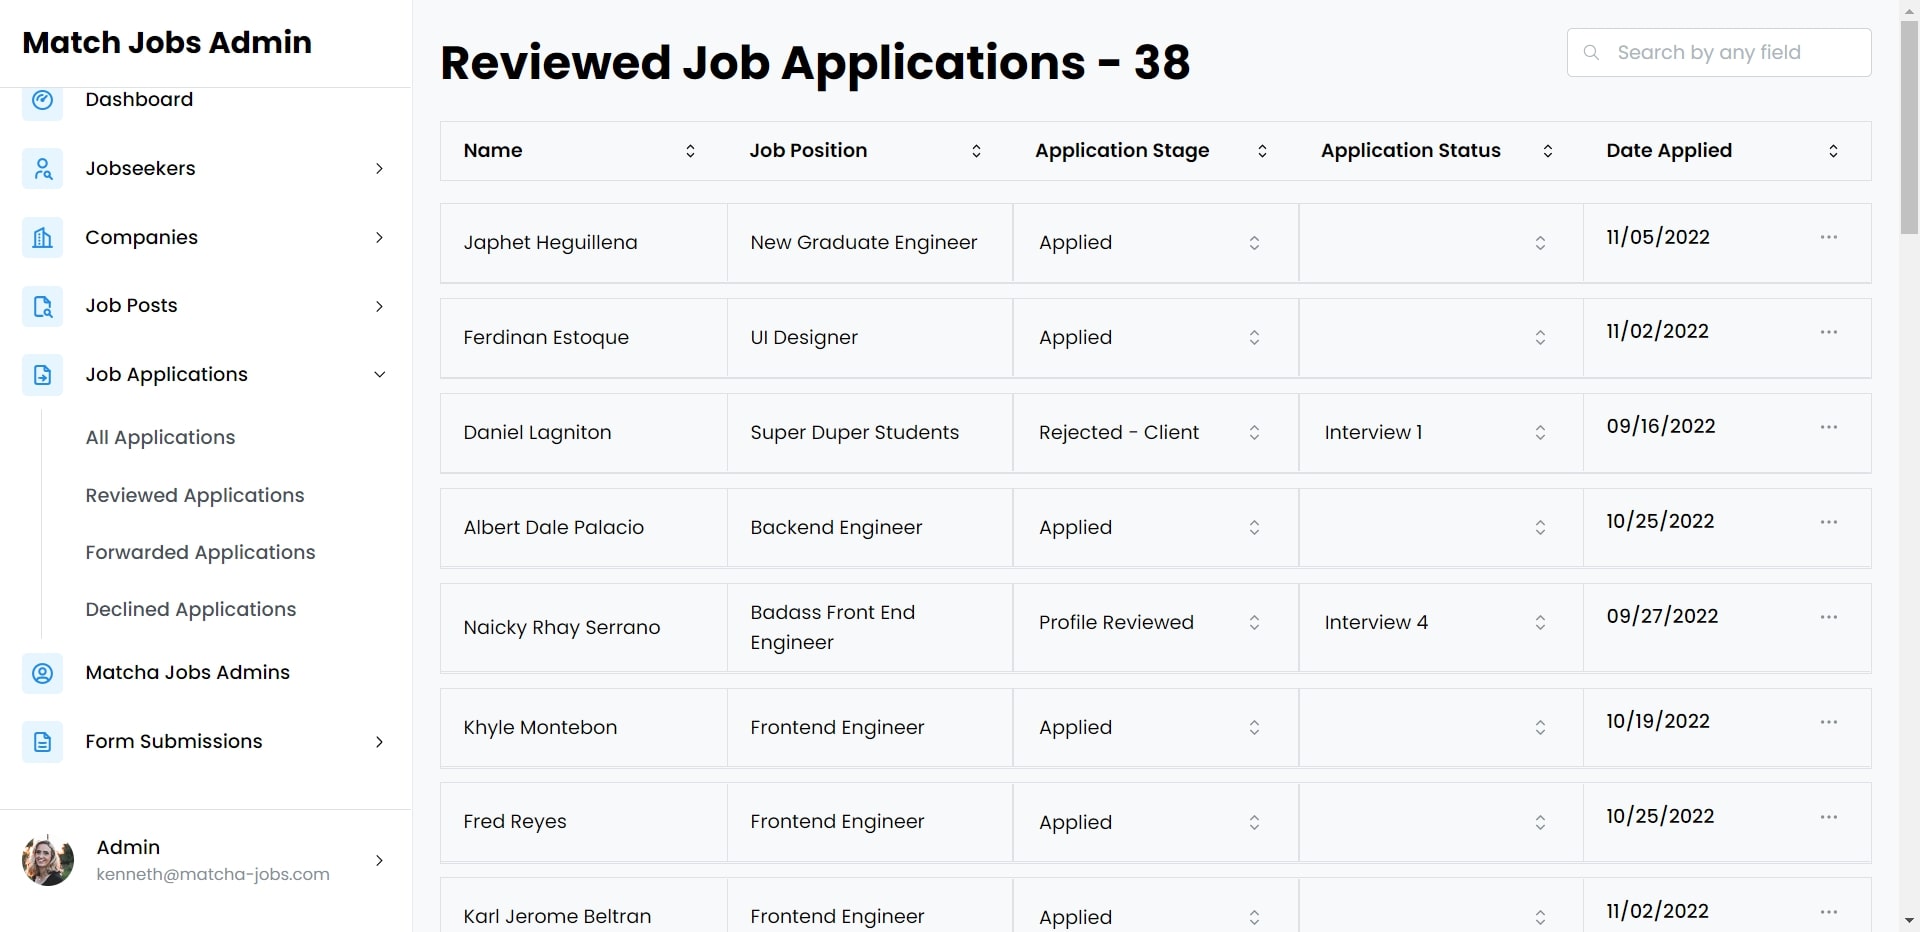 Match Jobs Admin
Dashboard
Jobseekers
Companies
Job Posts
Job Applications
All Applications
Reviewed Applications
Forwarded Applications
Declined Applications
Matcha Jobs Admins
Form Submissions
Admin
kenneth@matcha-jobs.com
Reviewed Job Applications - 38
Search by any field
Name Job Position Application Stage Application Status Date Applied
Japhet Heguillena New Graduate Engineer Applied 11/05/2022
Ferdinan Estoque UI Designer Applied 11/02/2022
Daniel Lagniton Super Duper Students Rejected - Client Interview 1 09/16/2022
Albert Dale Palacio Backend Engineer Applied 10/25/2022
Naicky Rhay Serrano Badass Front End Profile Reviewed Interview 4 09/27/2022
Engineer
Khyle Montebon Frontend Engineer Applied 10/19/2022
Fred Reyes Frontend Engineer Applied 10/25/2022
Karl Jerome Beltran Frontend Engineer Applied 11/02/2022